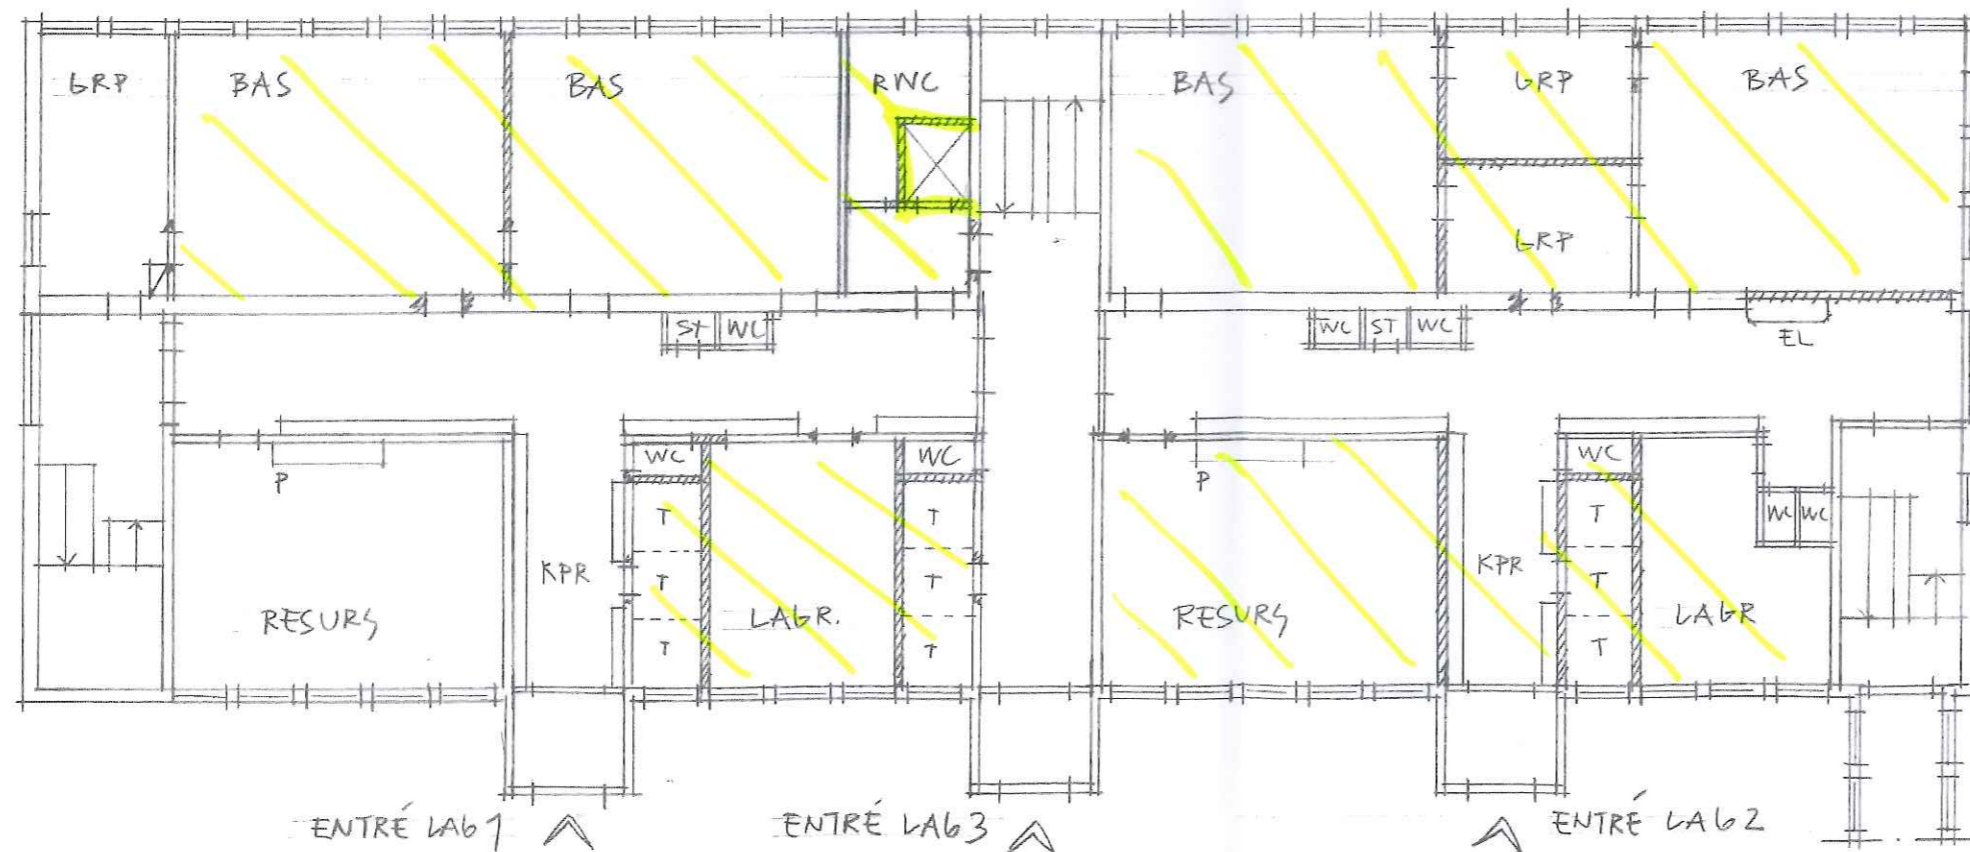 GRP BAS BAS RWC BAS GRP BAS
GRP
ST WC WC ST WC EL
WC WC WC
P P
T T T WC WC
KPR T T KPR T
RESURS LAGR. RESURS LAGR
T T T
ENTRÉ LAG 1 ENTRÉ LAG 3 ENTRÉ LAG 2